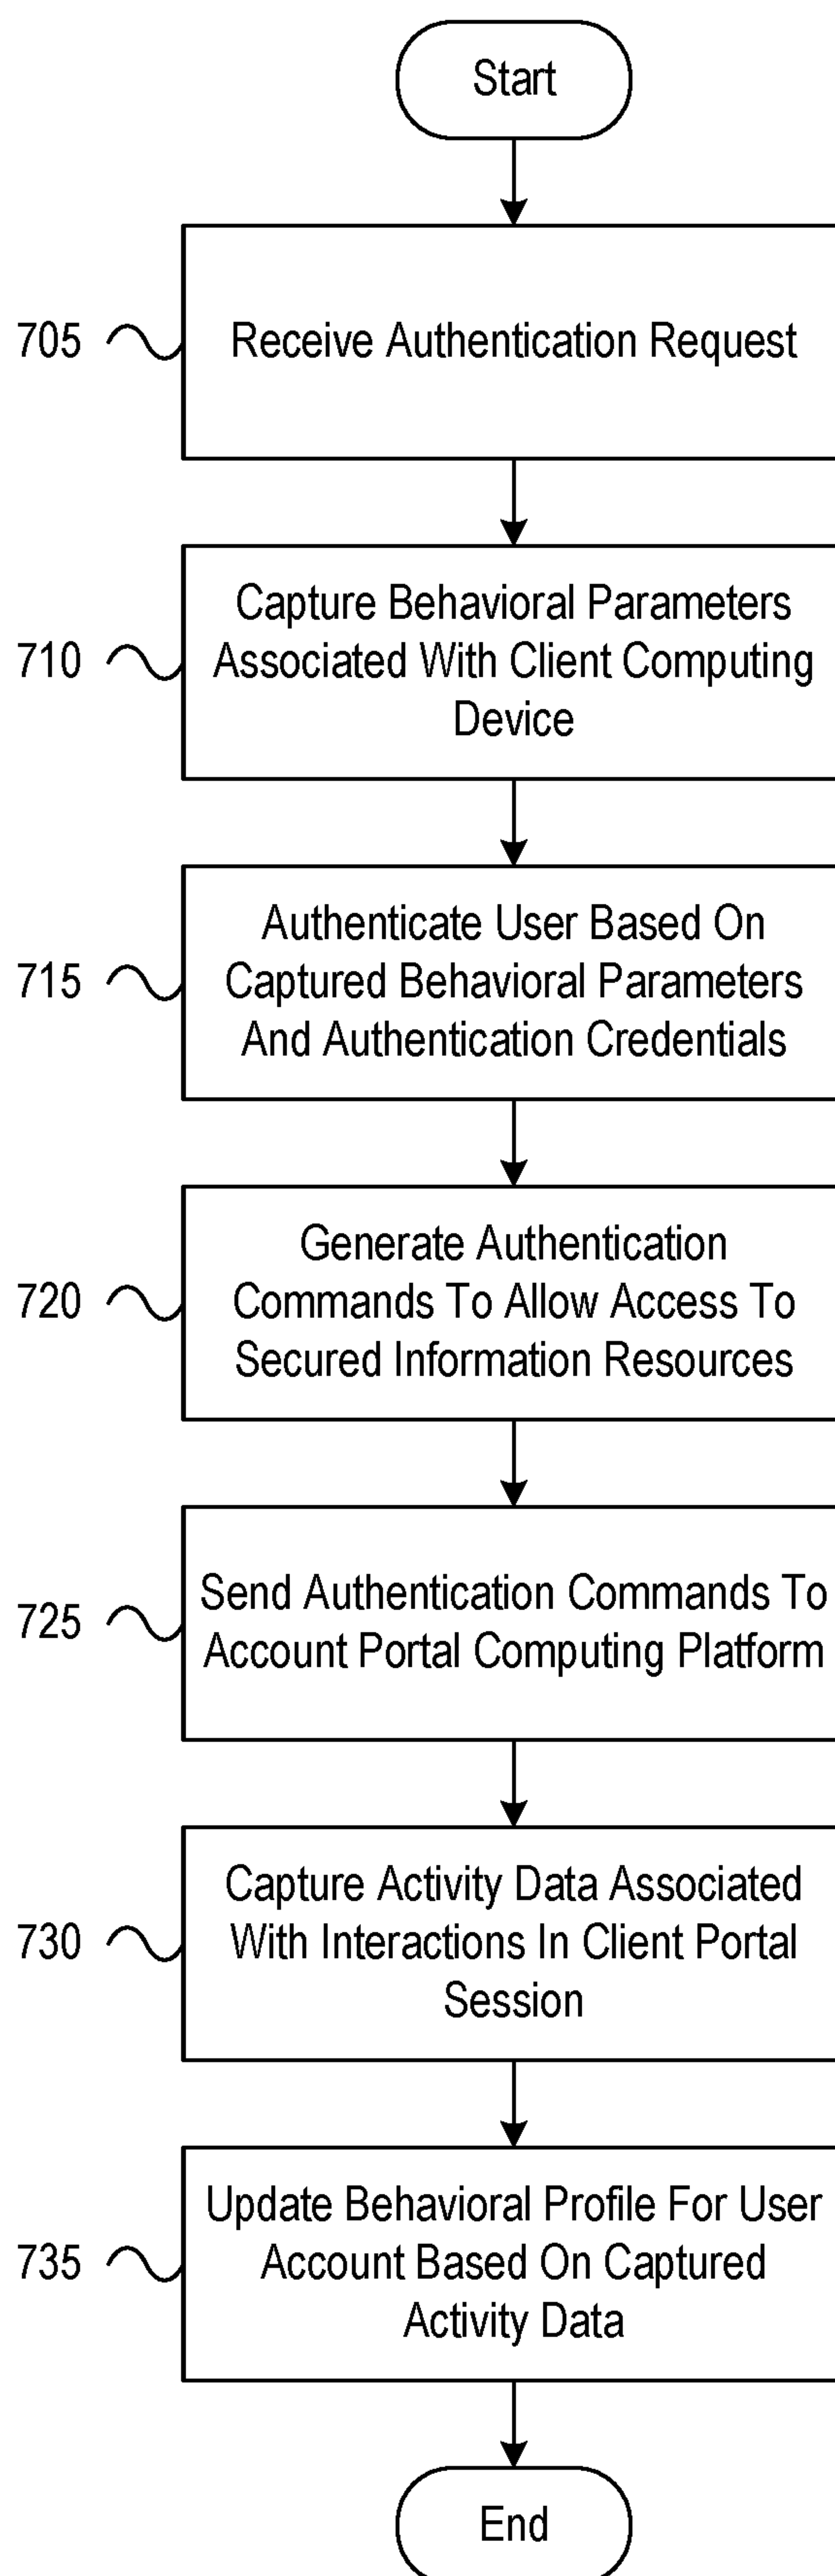 Start
705
Receive Authentication Request
710
Capture Behavioral Parameters
Associated With Client Computing
Device
715
Authenticate User Based On
Captured Behavioral Parameters
And Authentication Credentials
720
Generate Authentication
Commands To Allow Access To
Secured Information Resources
725
Send Authentication Commands To
Account Portal Computing Platform
730
Capture Activity Data Associated
With Interactions In Client Portal
Session
735
Update Behavioral Profile For User
Account Based On Captured
Activity Data
End